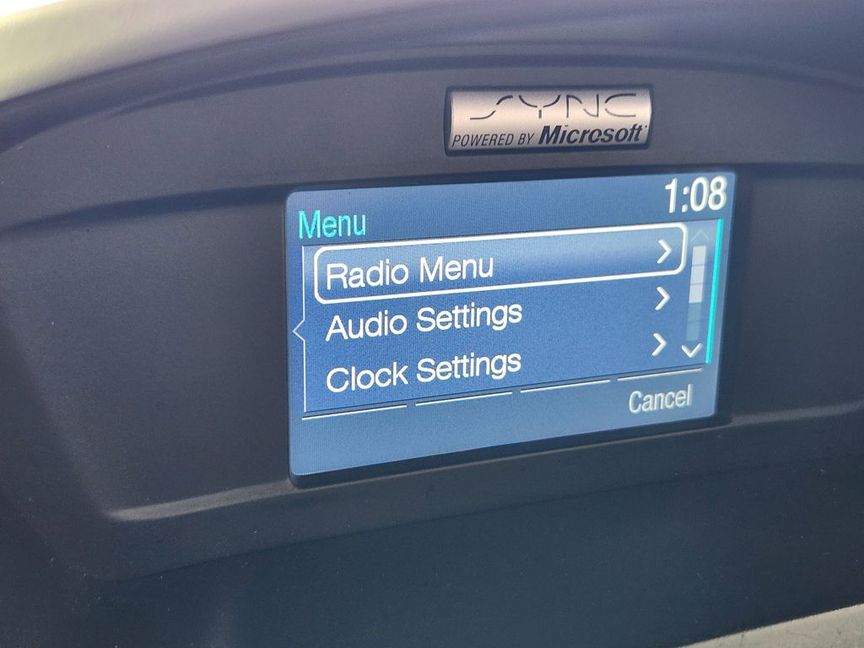 SYNC
POWERED BY Microsoft
1:08
Menu
Radio Menu
Audio Settings
Clock Settings
Cancel